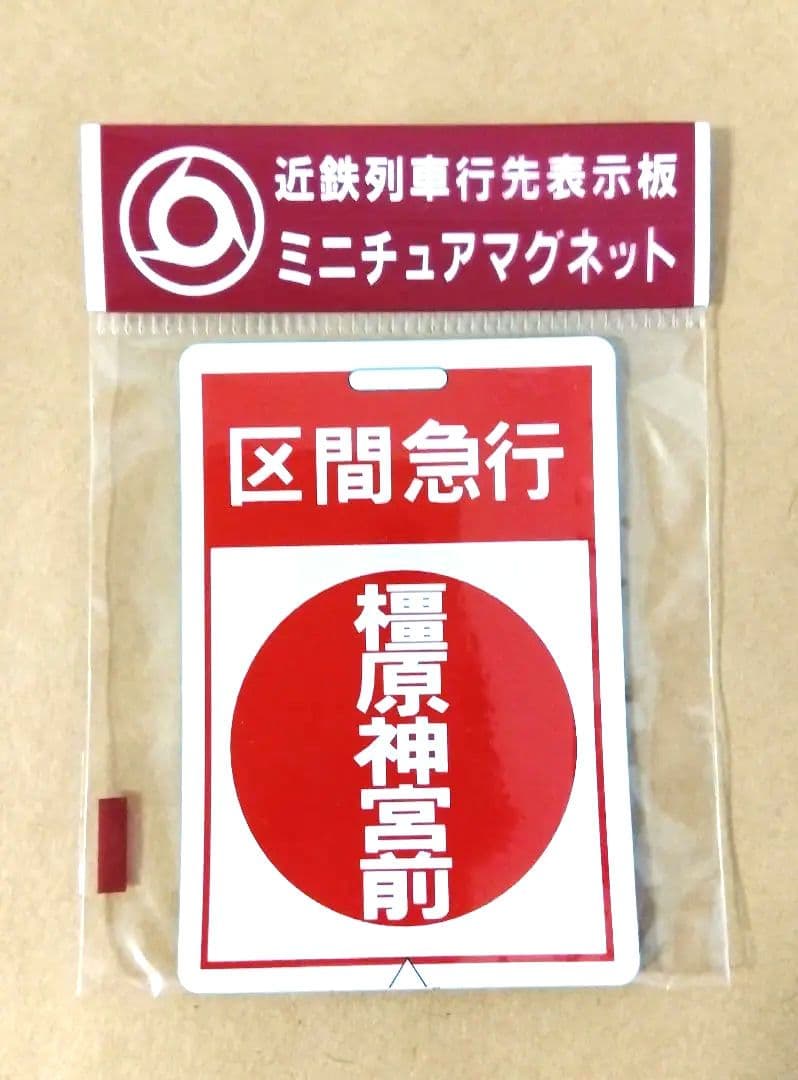 近鉄列車行先表示板
ミニチュアマグネット
区間急行
橿原神宮前